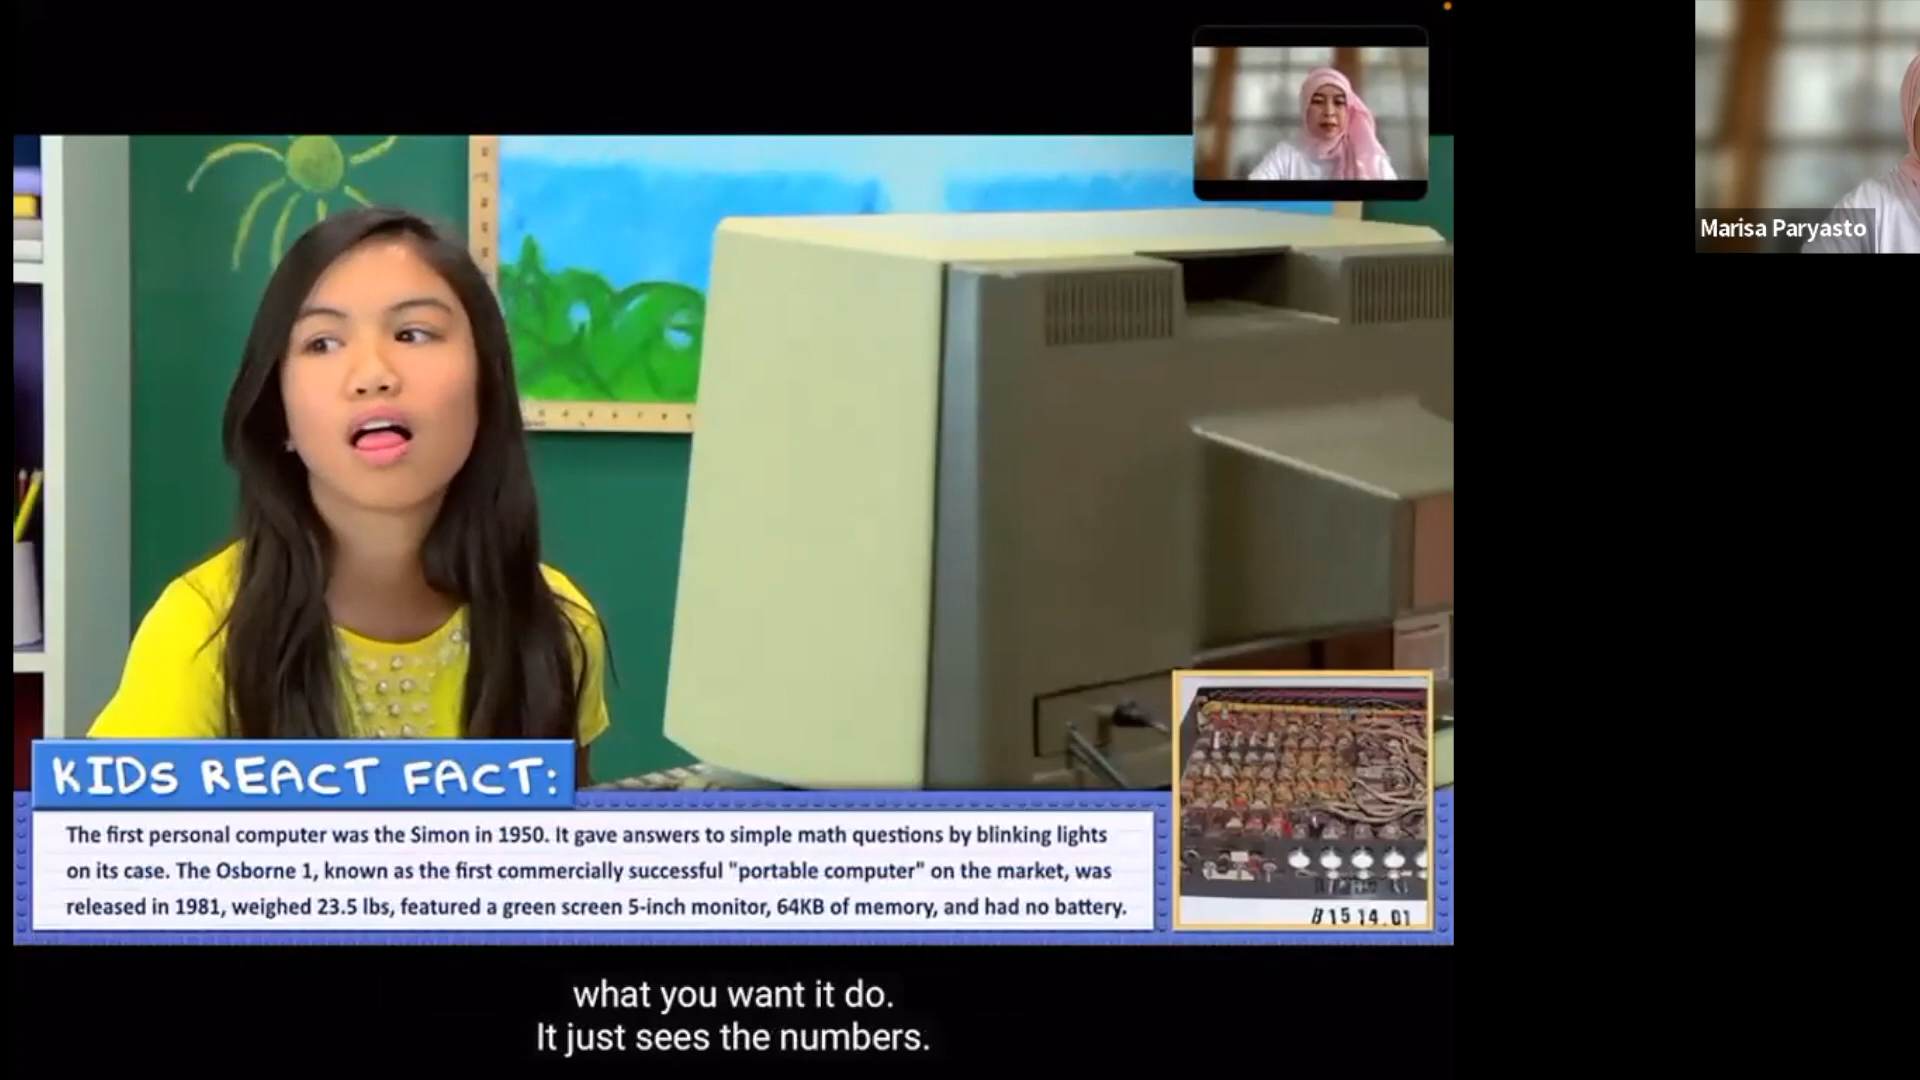 Marisa Paryasto
KIDS REACT FACT:
The first personal computer was the Simon in 1950. It gave answers to simple math questions by blinking lights
on its case. The Osborne 1, known as the first commercially successful "portable computer" on the market, was
released in 1981, weighed 23.5 lbs, featured a green screen 5-inch monitor, 64KB of memory, and had no battery.
B1514.01
what you want it do.
It just sees the numbers.